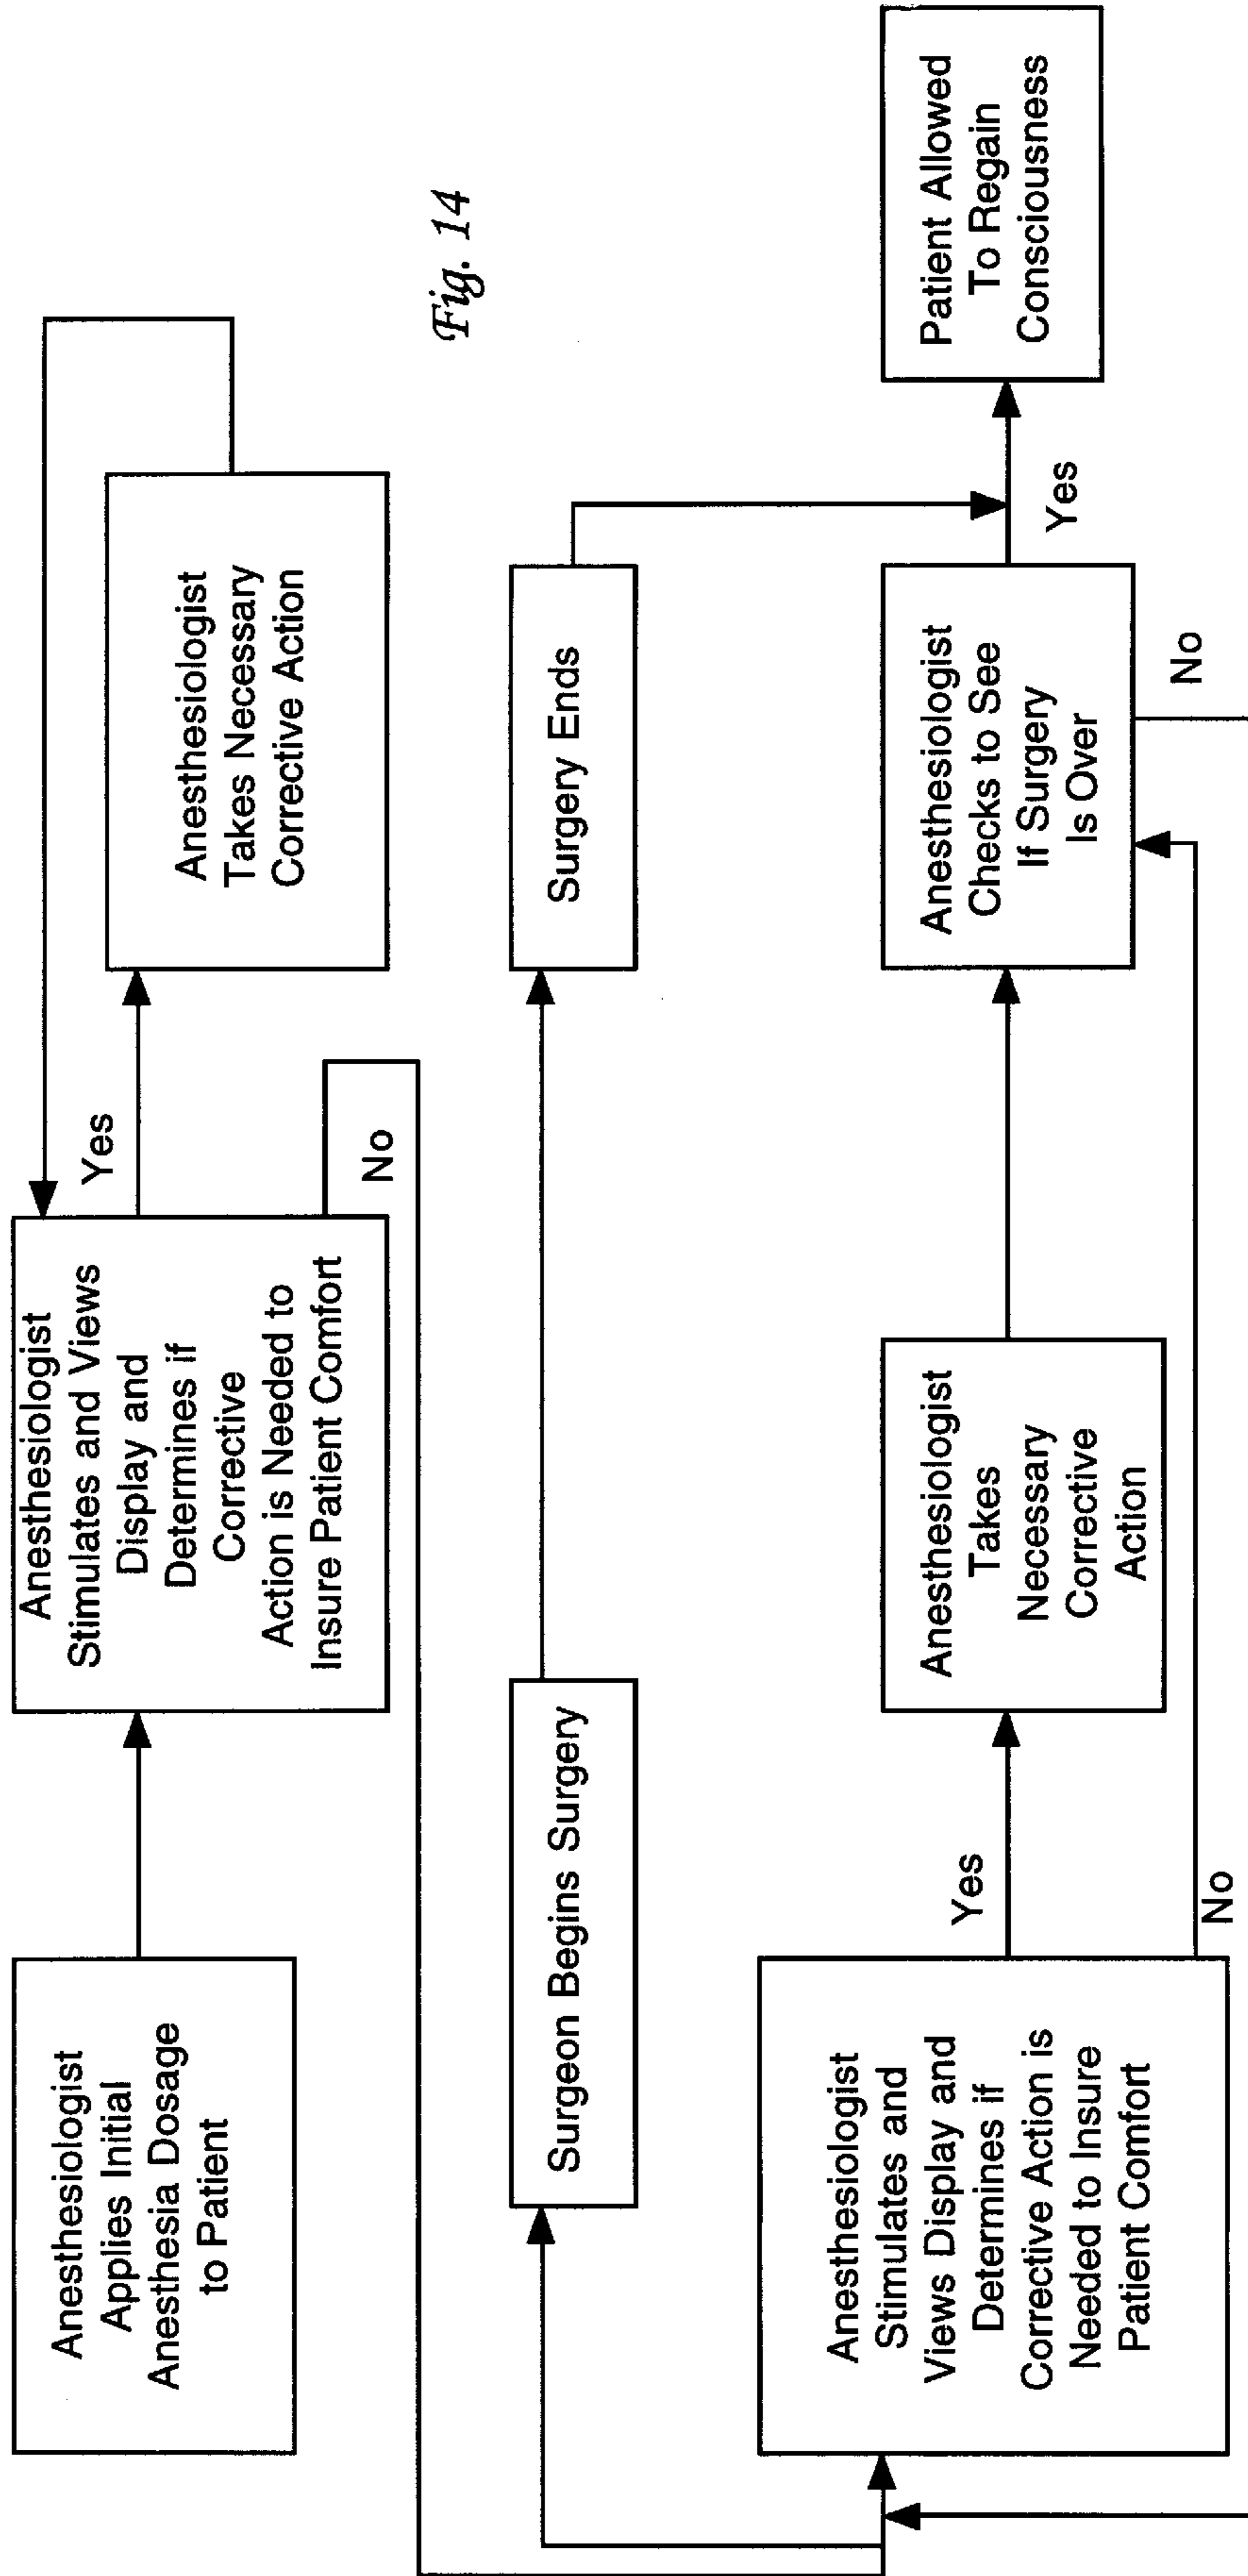 Anesthesiologist
Applies Initial
Anesthesia Dosage
to Patient
Anesthesiologist
Stimulates and Views
Display and
Determines if
Corrective
Action is Needed to
Insure Patient Comfort
Yes
No
Anesthesiologist
Takes Necessary
Corrective Action
Fig. 14
Surgeon Begins Surgery
Surgery Ends
Anesthesiologist
Stimulates and
Views Display and
Determines if
Corrective Action is
Needed to Insure
Patient Comfort
Yes
No
Anesthesiologist
Takes
Necessary
Corrective
Action
Anesthesiologist
Checks to See
If Surgery
Is Over
Yes
No
Patient Allowed
To Regain
Consciousness